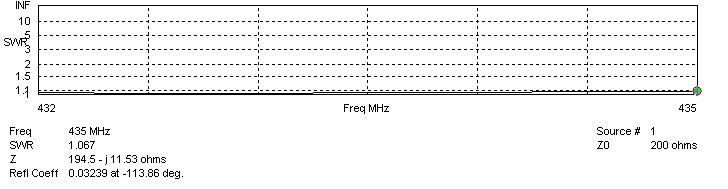 INF
10
5
SWR
3
2
1.5
1.1
1
432 Freq MHz 435
Freq 435 MHz Source # 1
SWR 1.067 Z0 200 ohms
Z 194.5 - j 11.53 ohms
Refl Coeff 0.03239 at -113.86 deg.